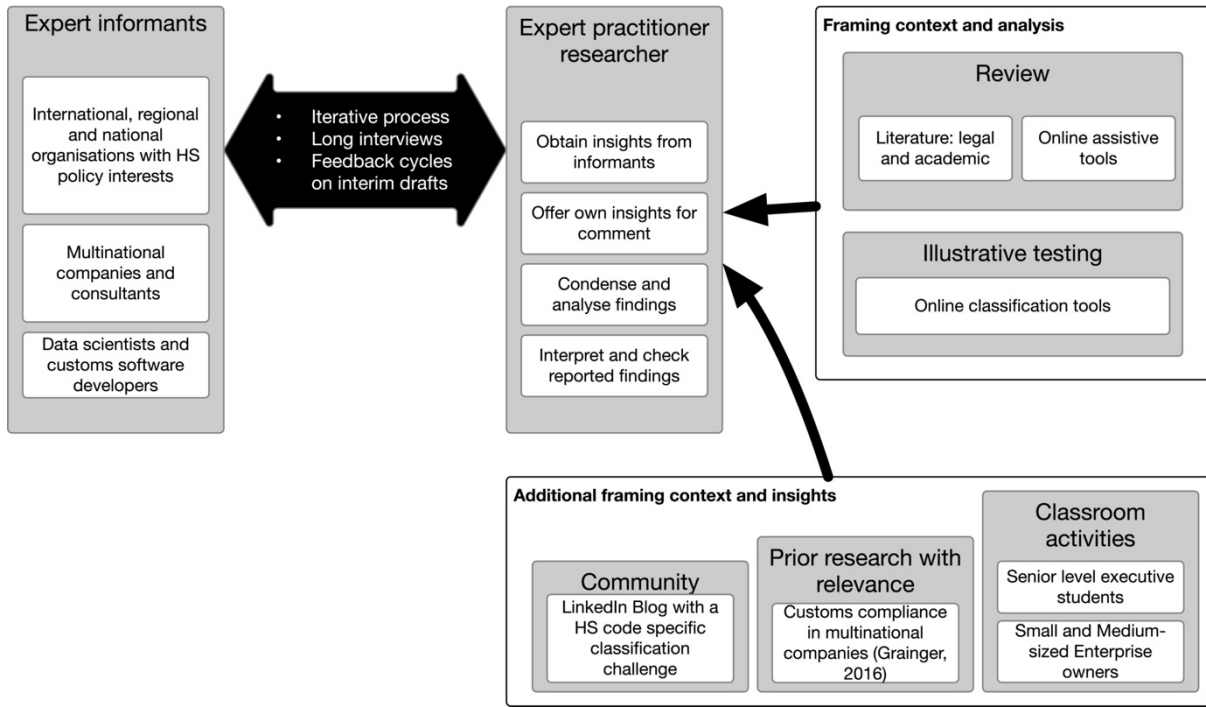 Expert informants
International, regional
and national
organisations with HS
policy interests
Multinational
companies and
consultants
Data scientists and
customs software
developers
• Iterative process
• Long interviews
• Feedback cycles
on interim drafts
Expert practitioner
researcher
Obtain insights from
informants
Offer own insights for
comment
Condense and
analyse findings
Interpret and check
reported findings
Framing context and analysis
Review
Literature: legal
and academic
Online assistive
tools
Illustrative testing
Online classification tools
Additional framing context and insights
Community
LinkedIn Blog with a
HS code specific
classification
challenge
Prior research with
relevance
Customs compliance
in multinational
companies (Grainger,
2016)
Classroom
activities
Senior level executive
students
Small and Medium-
sized Enterprise
owners